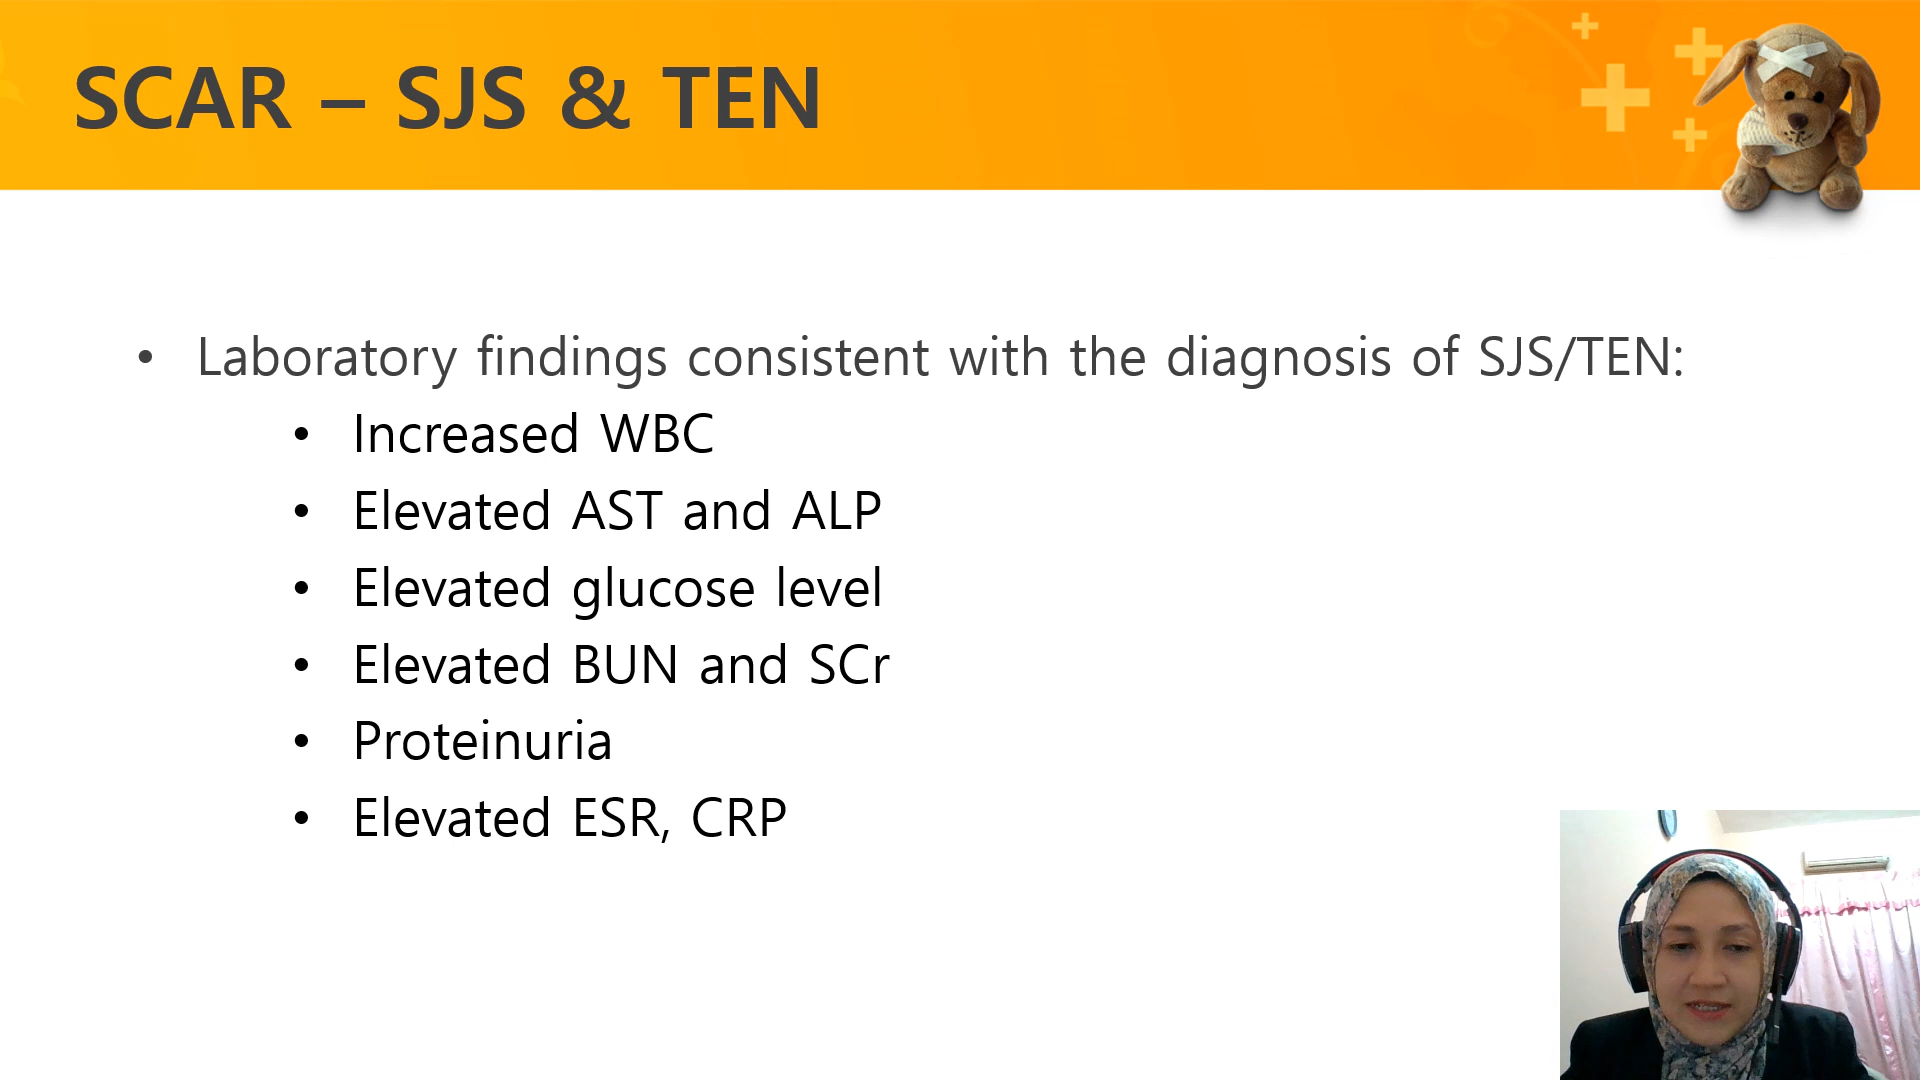 SCAR – SJS & TEN
• Laboratory findings consistent with the diagnosis of SJS/TEN:
• Increased WBC
• Elevated AST and ALP
• Elevated glucose level
• Elevated BUN and SCr
• Proteinuria
• Elevated ESR, CRP